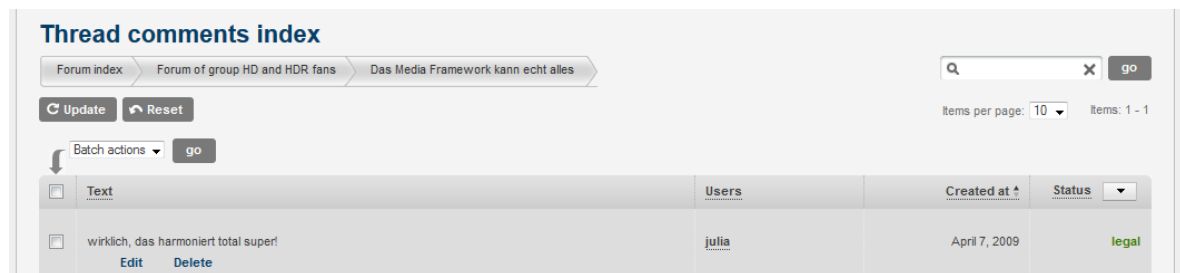 Thread comments index
Forum index Forum of group HD and HDR fans Das Media Framework kann echt alles go
Update Reset Items per page: 10 Items: 1 - 1
Batch actions go
Text Users Created at Status
wirklich, das harmoniert total super! julia April 7, 2009 legal
Edit Delete